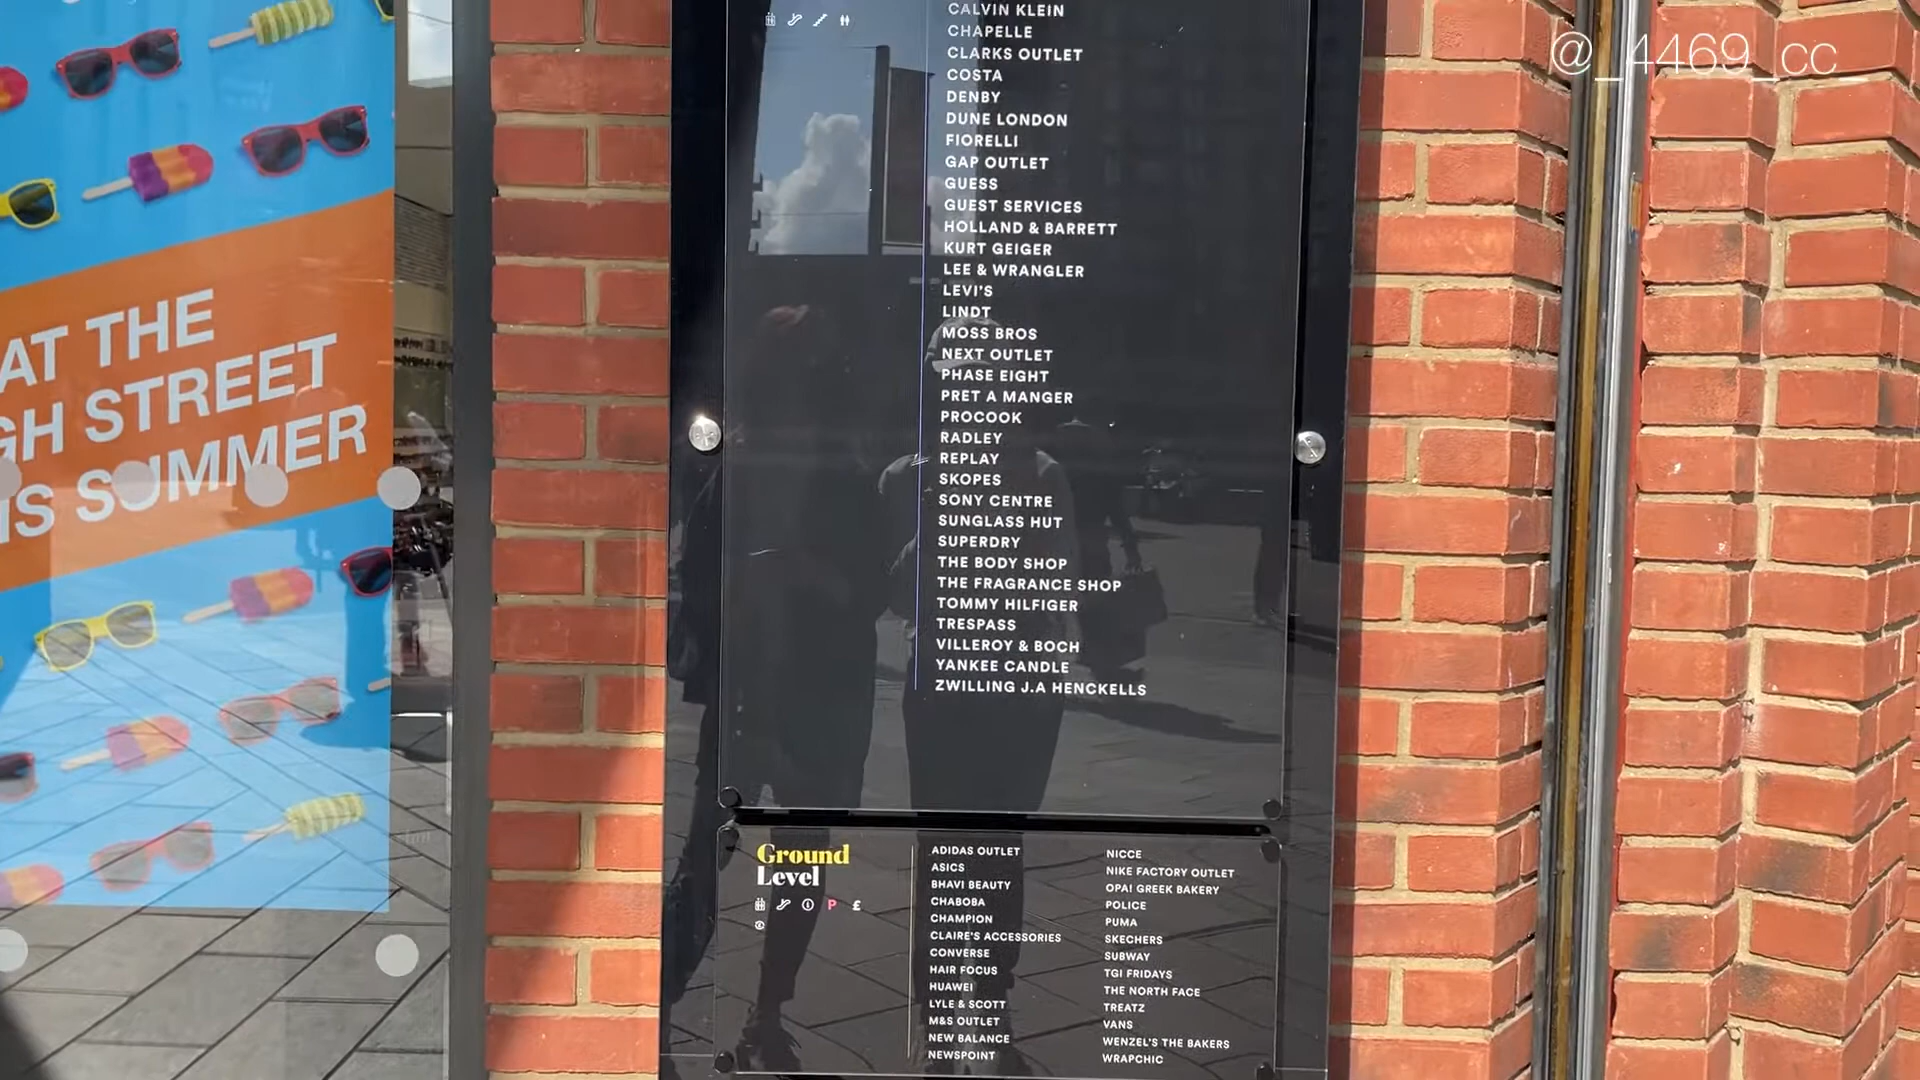 @_4469_cc_
AT THE
GH STREET
IS SUMMER
CALVIN KLEIN
CHAPELLE
CLARKS OUTLET
COSTA
DENBY
DUNE LONDON
FIORELLI
GAP OUTLET
GUESS
GUEST SERVICES
HOLLAND & BARRETT
KURT GEIGER
LEE & WRANGLER
LEVI'S
LINDT
MOSS BROS
NEXT OUTLET
PHASE EIGHT
PRET A MANGER
PROCOOK
RADLEY
REPLAY
SKOPES
SONY CENTRE
SUNGLASS HUT
SUPERDRY
THE BODY SHOP
THE FRAGRANCE SHOP
TOMMY HILFIGER
TRESPASS
VILLEROY & BOCH
YANKEE CANDLE
ZWILLING J.A HENCKELLS
Ground
Level
P £
ADIDAS OUTLET
ASICS
BHAVI BEAUTY
CHABOBA
CHAMPION
CLAIRE'S ACCESSORIES
CONVERSE
HAIR FOCUS
HUAWEI
LYLE & SCOTT
M&S OUTLET
NEW BALANCE
NEWSPOINT
NICCE
NIKE FACTORY OUTLET
OPA! GREEK BAKERY
POLICE
PUMA
SKECHERS
SUBWAY
TGI FRIDAYS
THE NORTH FACE
TREATZ
VANS
WENZEL'S THE BAKERS
WRAPCHIC